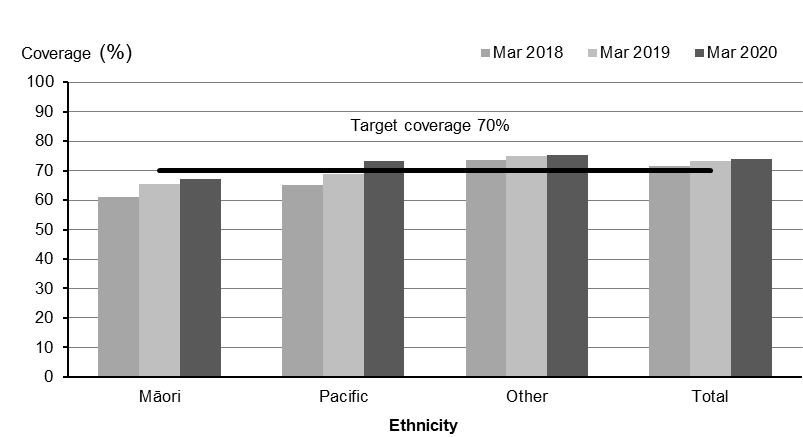 Coverage (%)
Mar 2018 Mar 2019 Mar 2020
100
90
80
Target coverage 70%
70
60
50
40
30
20
10
0
Māori Pacific Other Total
Ethnicity